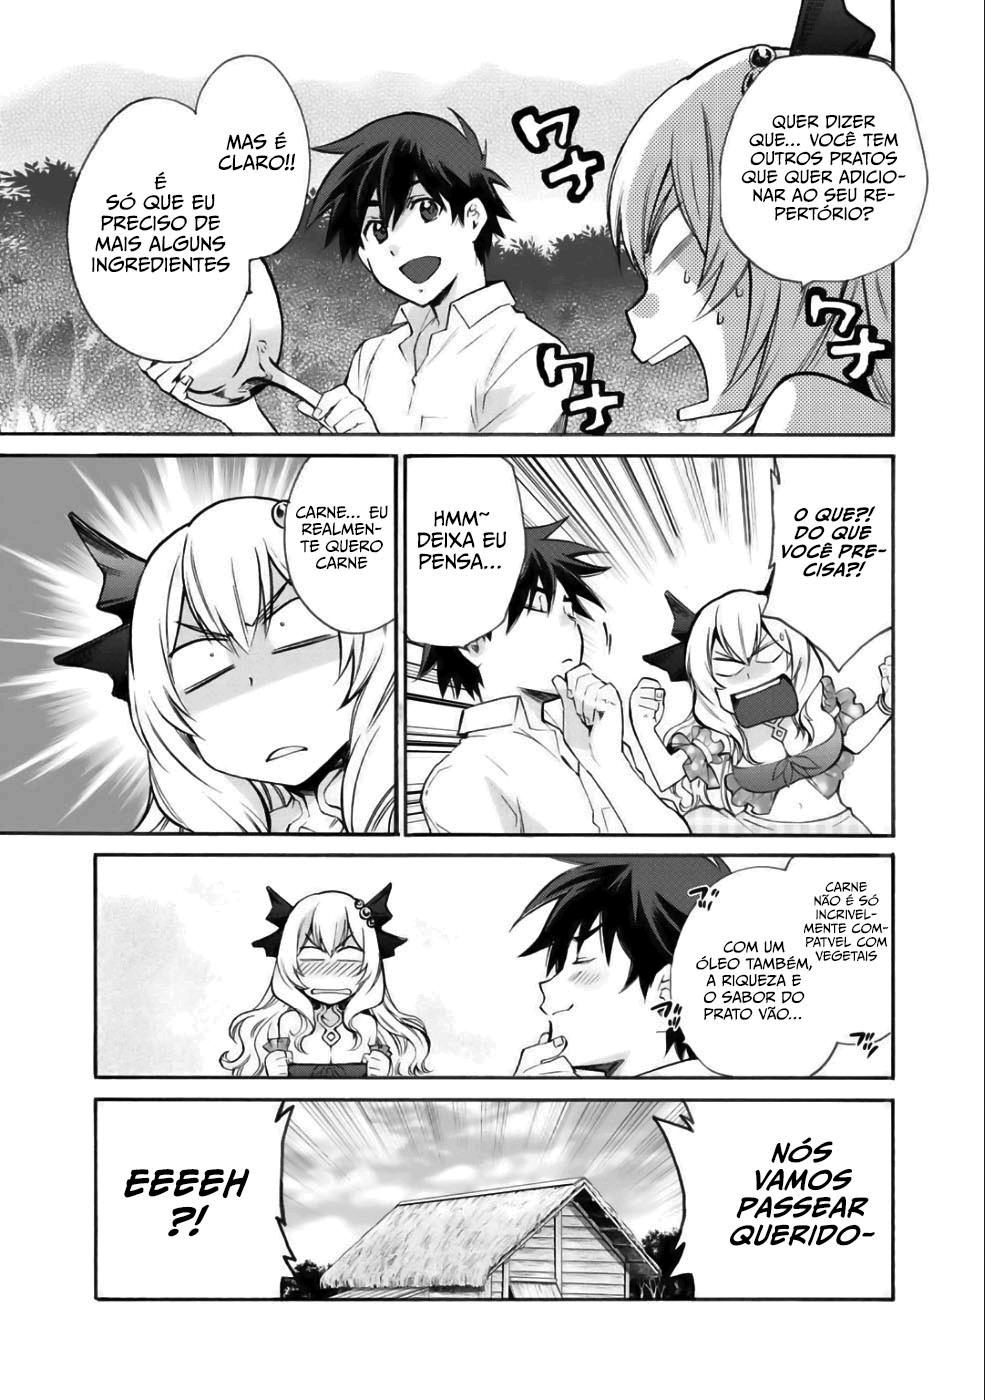 QUER DIZER
QUE... VOCÊ TEM
OUTROS PRATOS
QUE QUER ADICIO-
NAR AO SEU RE-
PERTÓRIO?
ワナ
ワナ
ワナ
MAS É
CLARO!!
É
SÓ QUE EU
PRECISO DE
MAIS ALGUNS
INGREDIENTES
O QUE?!
DO QUE
VOCÊ PRE-
CISA?!
HMM~
DEIXA EU
PENSA...
CARNE... EU
REALMEN-
TE QUERO
CARNE
CARNE
NÃO É SÓ
INCRIVEL-
MENTE COM-
PATVEL COM
VEGETAIS
COM UM
ÓLEO TAMBÉM,
A RIQUEZA E
O SABOR DO
PRATO VÃO...
NÓS
VAMOS
PASSEAR
QUERIDO-
EEEEH
?!